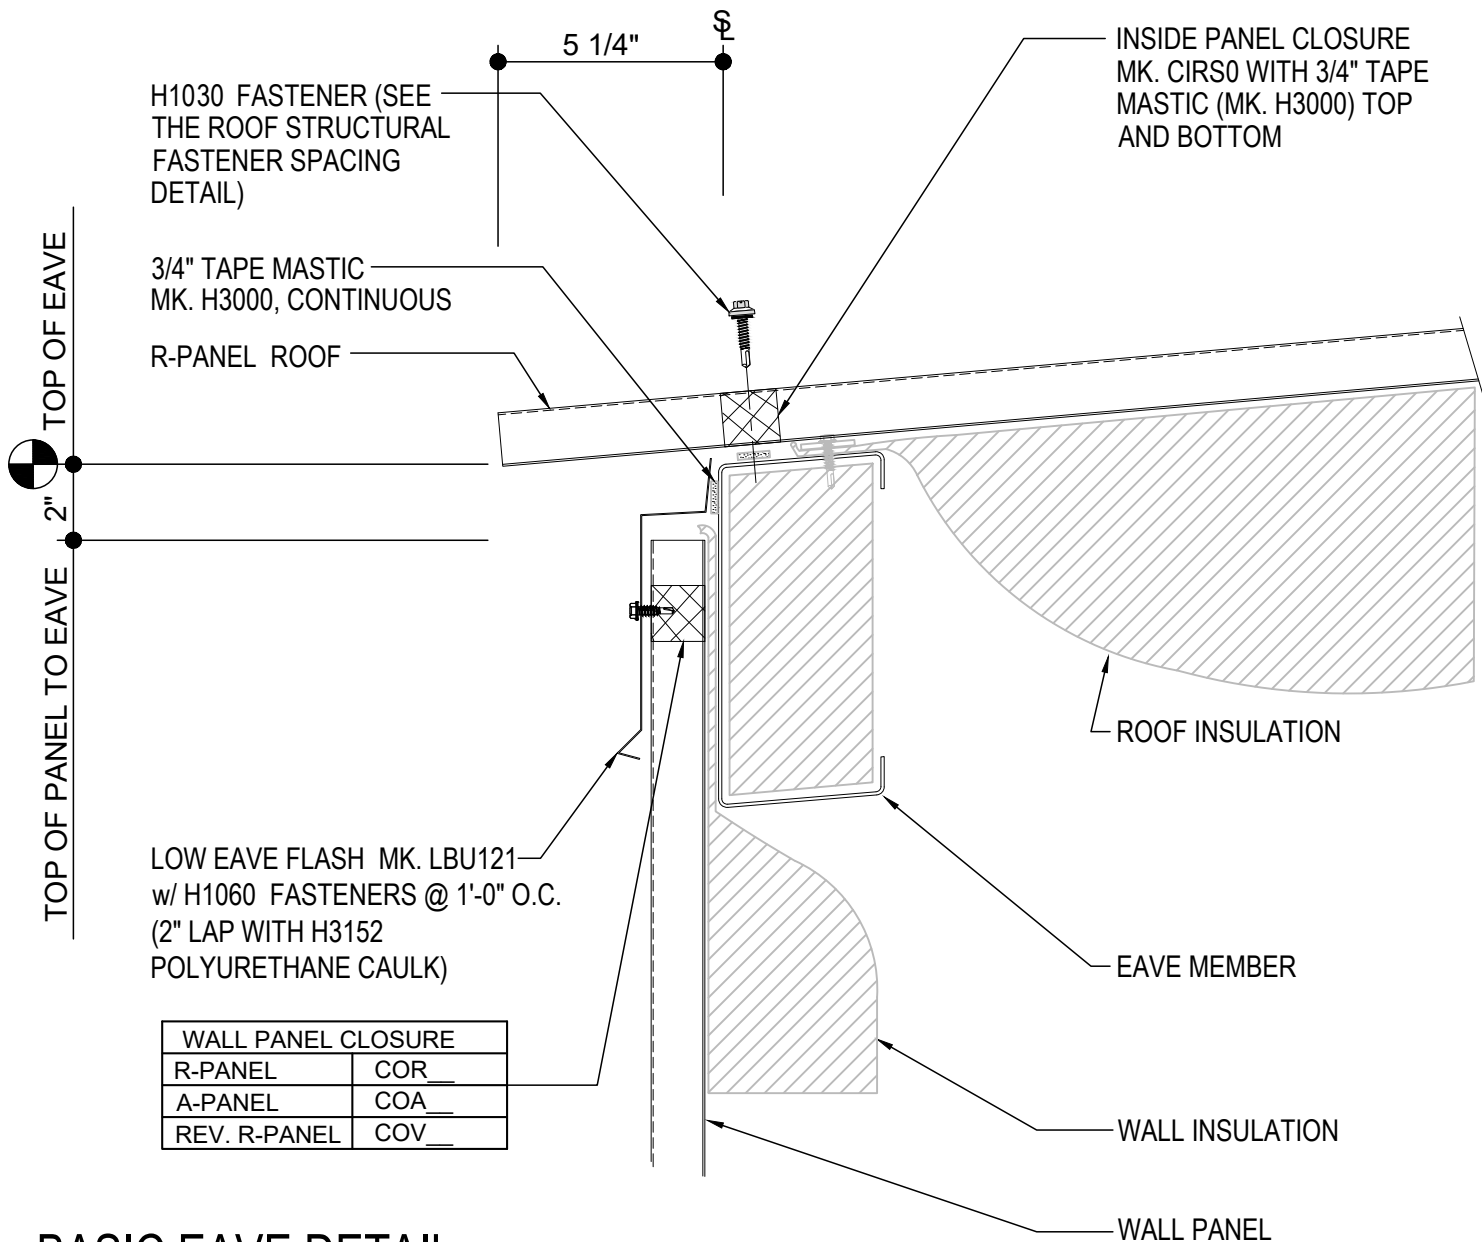 5 1/4"
SL
INSIDE PANEL CLOSURE
MK. CIRS0 WITH 3/4" TAPE
MASTIC (MK. H3000) TOP
AND BOTTOM
H1030 FASTENER (SEE
THE ROOF STRUCTURAL
FASTENER SPACING
DETAIL)
3/4" TAPE MASTIC
MK. H3000, CONTINUOUS
R-PANEL ROOF
TOP OF EAVE
2"
TOP OF PANEL TO EAVE
ROOF INSULATION
LOW EAVE FLASH MK. LBU121
w/ H1060 FASTENERS @ 1'-0" O.C.
(2" LAP WITH H3152
POLYURETHANE CAULK)
EAVE MEMBER
WALL PANEL CLOSURE
R-PANEL COR__
A-PANEL COA__
REV. R-PANEL COV__
WALL INSULATION
WALL PANEL
BASIC EAVE DETAIL